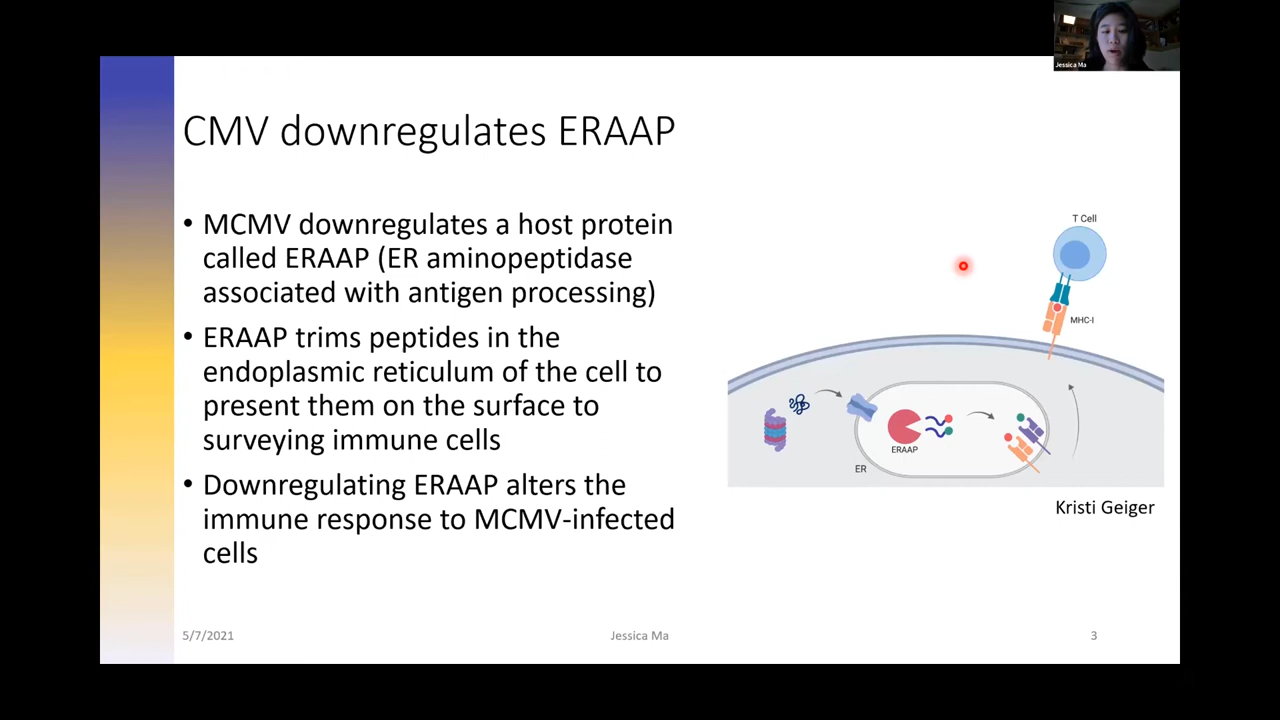 Jessica Ma
CMV downregulates ERAAP
• MCMV downregulates a host protein
called ERAAP (ER aminopeptidase
associated with antigen processing)
• ERAAP trims peptides in the
endoplasmic reticulum of the cell to
present them on the surface to
surveying immune cells
• Downregulating ERAAP alters the
immune response to MCMV-infected
cells
T Cell
MHC-I
ERAAP
ER
Kristi Geiger
5/7/2021
Jessica Ma
3